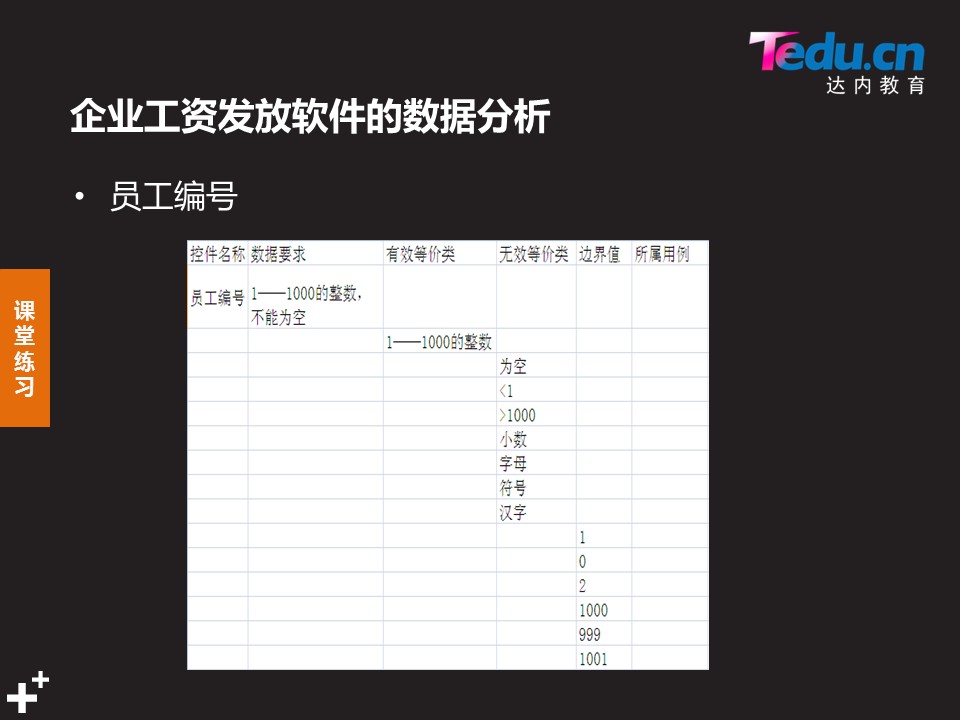 Tedu.cn
达内教育
企业工资发放软件的数据分析
• 员工编号
课堂练习
控件名称 数据要求 有效等价类 无效等价类 边界值 所属用例
员工编号 1——1000的整数，
不能为空
1——1000的整数
为空
<1
>1000
小数
字母
符号
汉字
1
0
2
1000
999
1001